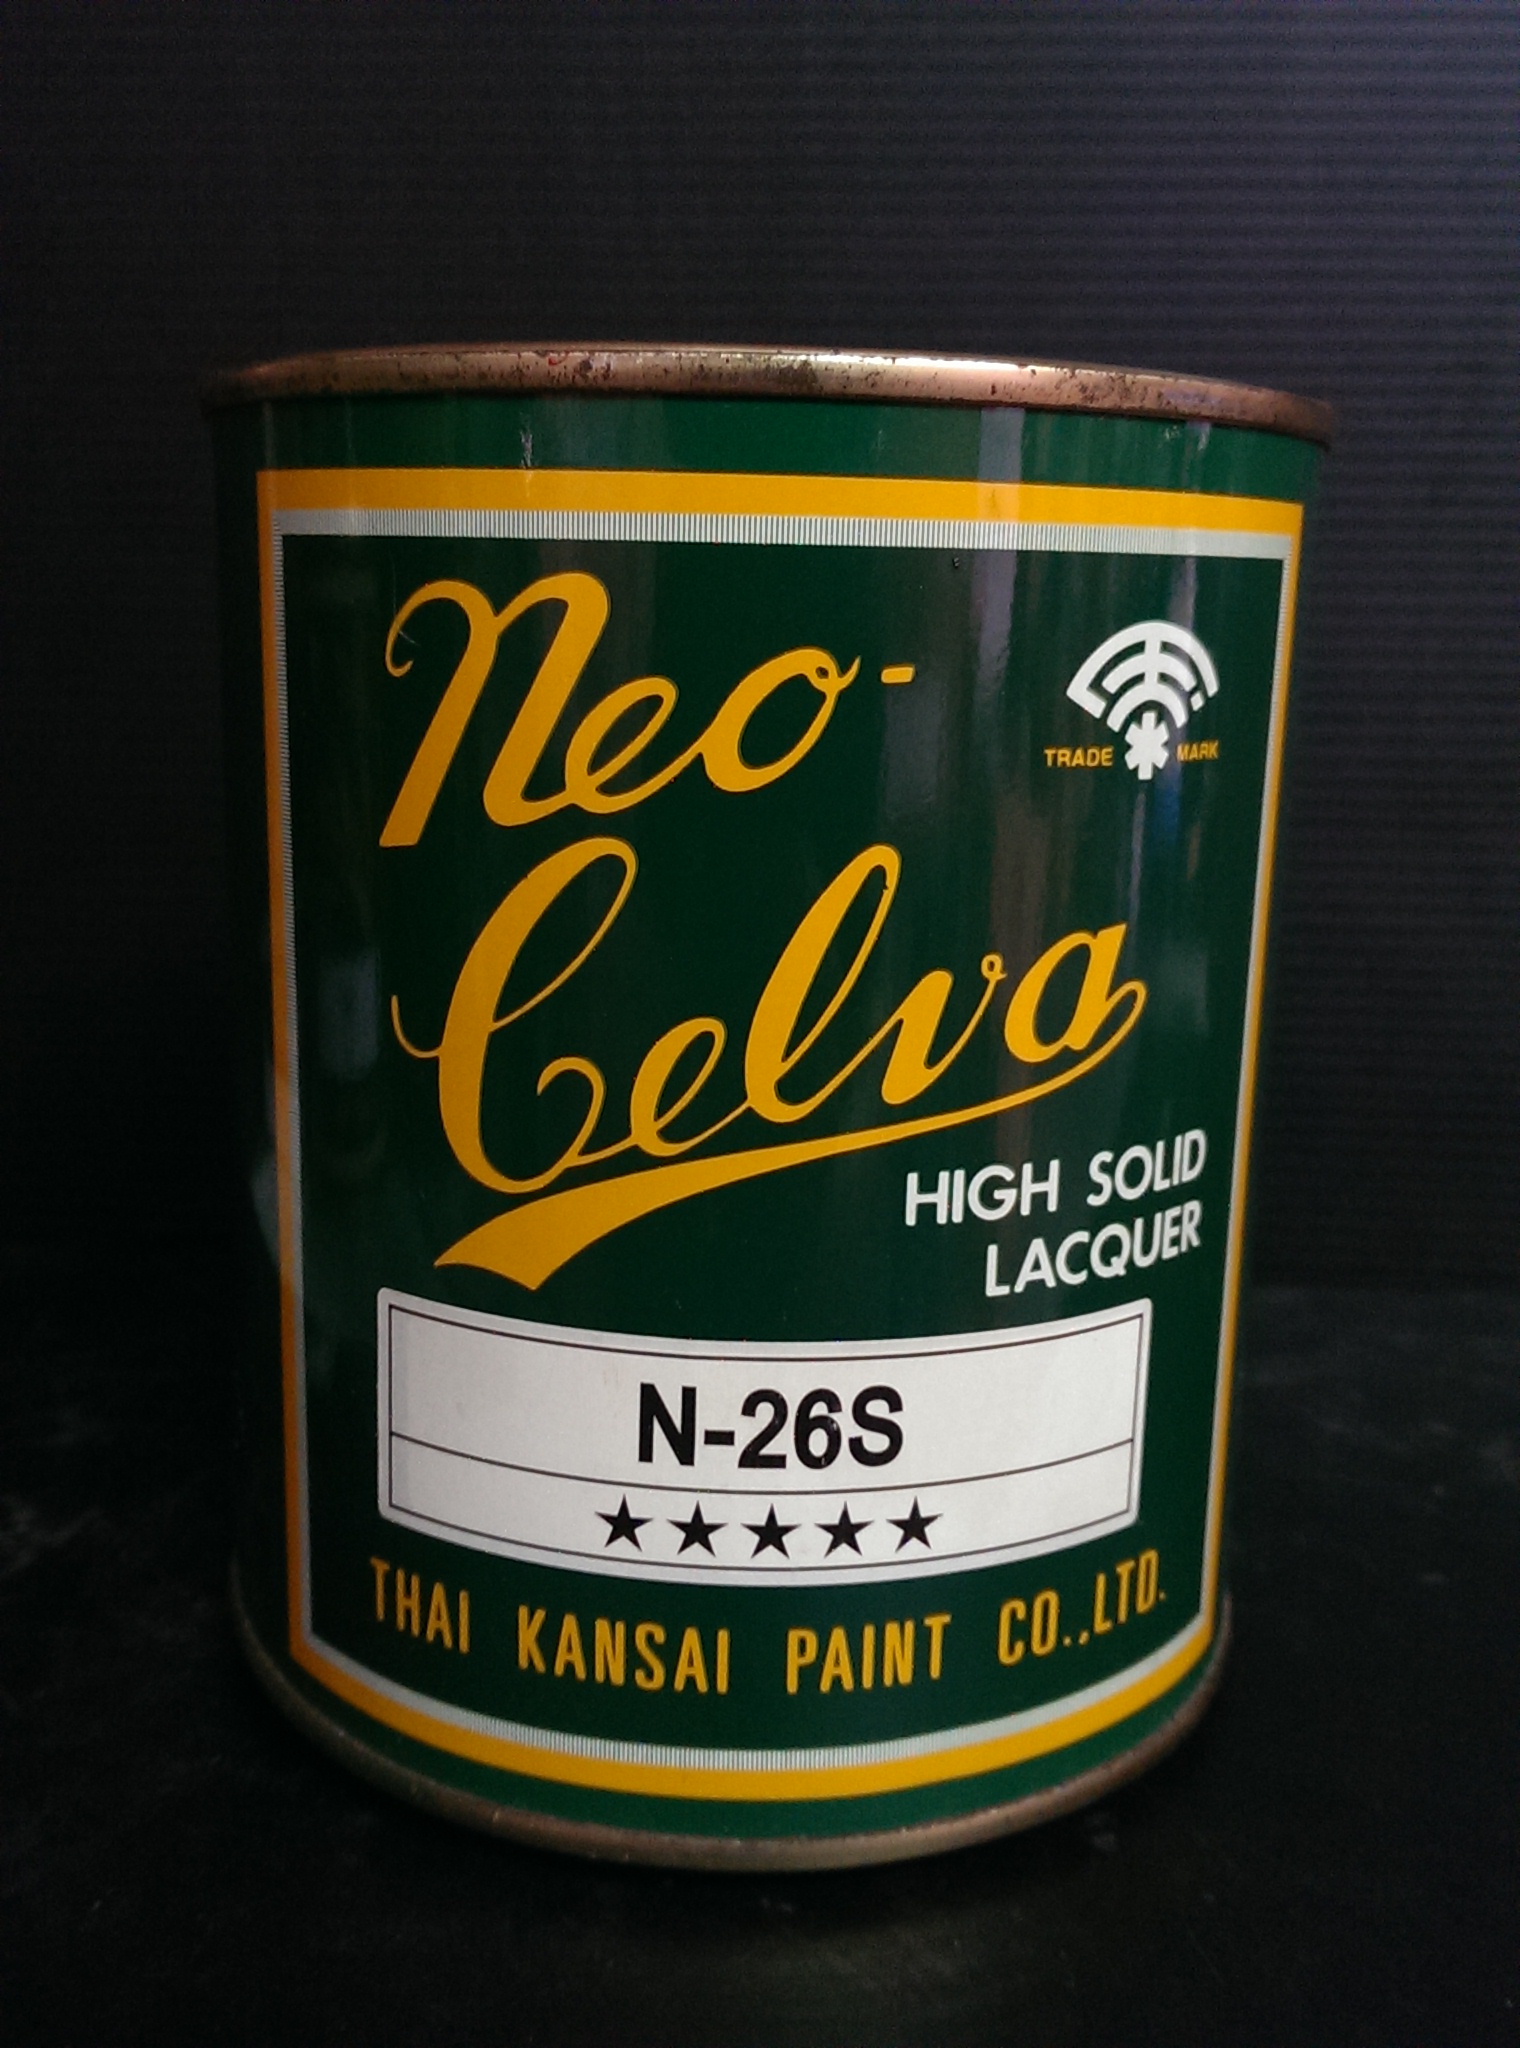 Neo-
Celva
TRADE MARK
HIGH SOLID
LACQUER
N-26S
★★★★★
THAI KANSAI PAINT CO.,LTD.